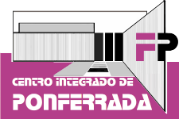 FP
CENTRO INTEGRADO DE
PONFERRADA